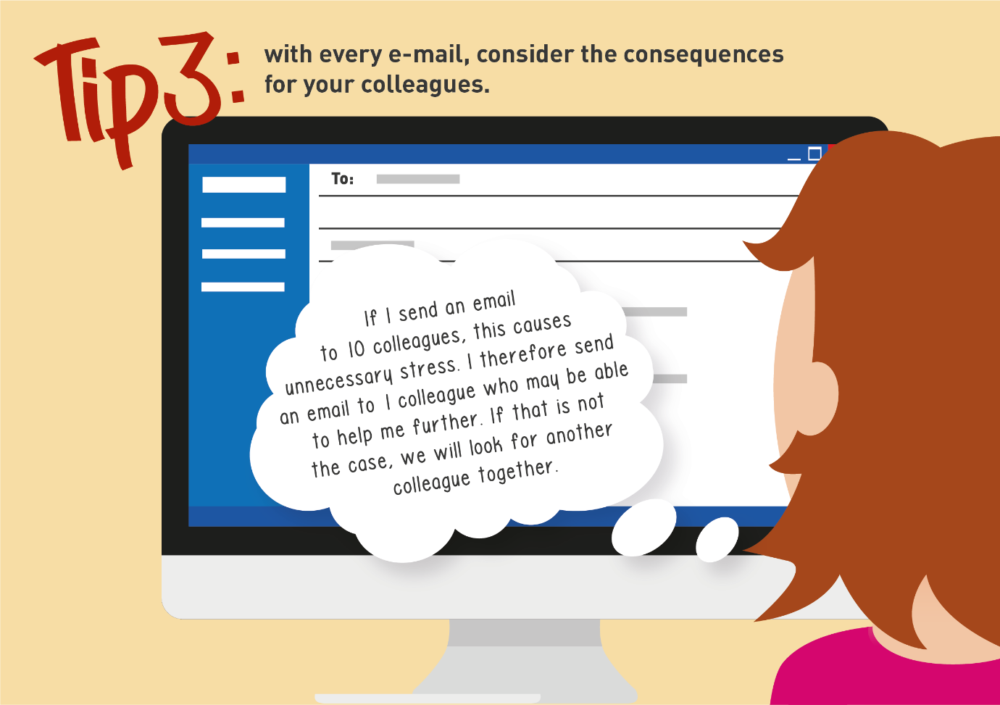 Tip 3:
with every e-mail, consider the consequences
for your colleagues.
To:
If I send an email
to 10 colleagues, this causes
unnecessary stress. I therefore send
an email to 1 colleague who may be able
to help me further. If that is not
the case, we will look for another
colleague together.